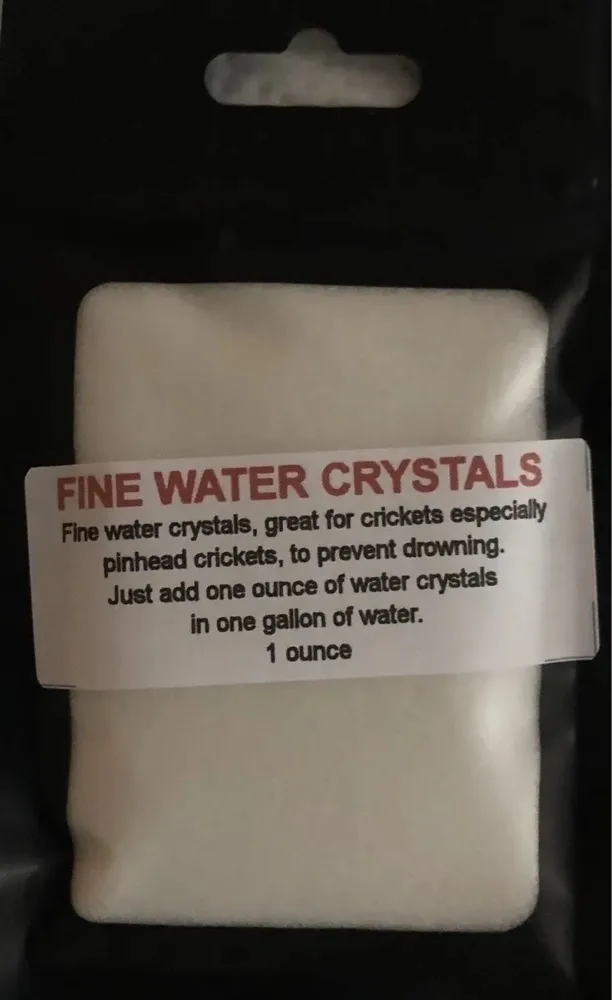 FINE WATER CRYSTALS
Fine water crystals, great for crickets especially
pinhead crickets, to prevent drowning.
Just add one ounce of water crystals
in one gallon of water.
1 ounce